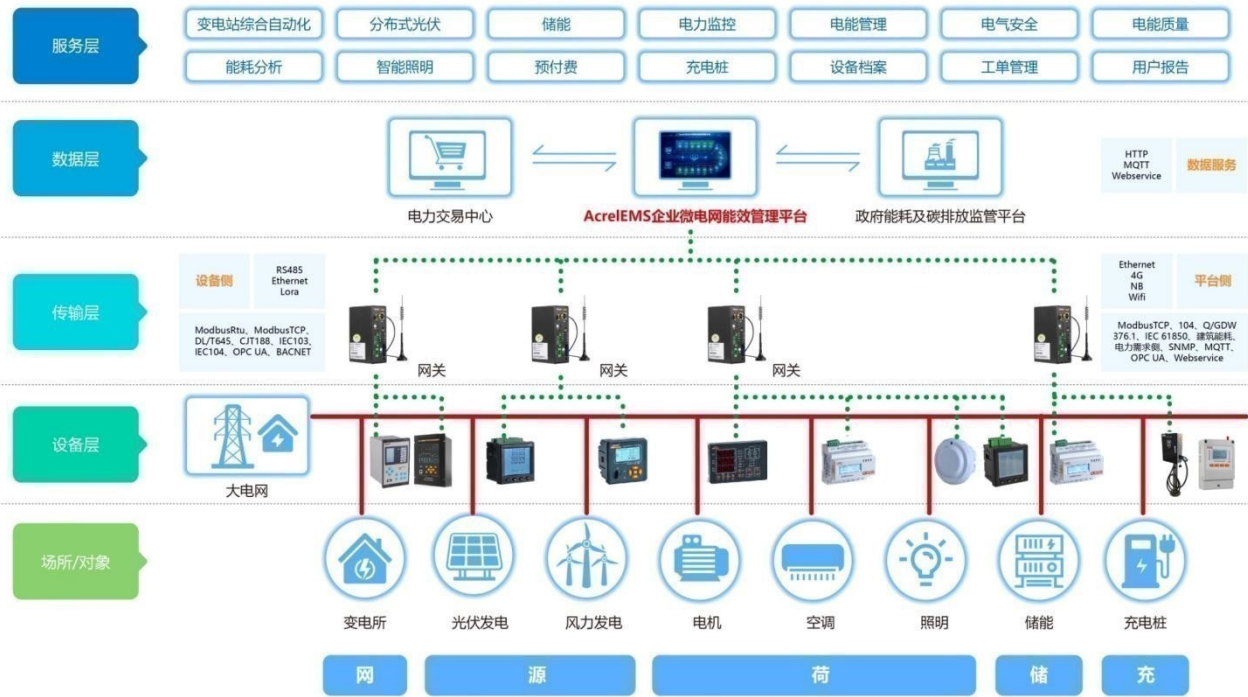 服务层
变电站综合自动化
分布式光伏
储能
电力监控
电能管理
电气安全
电能质量
能耗分析
智能照明
预付费
充电桩
设备档案
工单管理
用户报告
数据层
电力交易中心
AcrelEMS企业微电网能效管理平台
政府能耗及碳排放监管平台
HTTP
MQTT
Webservice
数据服务
传输层
设备侧
RS485
Ethernet
Lora
ModbusRtu、ModbusTCP、
DL/T645、CJT188、IEC103、
IEC104、OPC UA、BACNET
网关
网关
网关
Ethernet
4G
NB
Wifi
平台侧
ModbusTCP、104、Q/GDW
376.1、IEC 61850、建筑能耗、
电力需求侧、SNMP、MQTT、
OPC UA、Webservice
设备层
大电网
场所/对象
变电所
光伏发电
风力发电
电机
空调
照明
储能
充电桩
网
源
荷
储
充